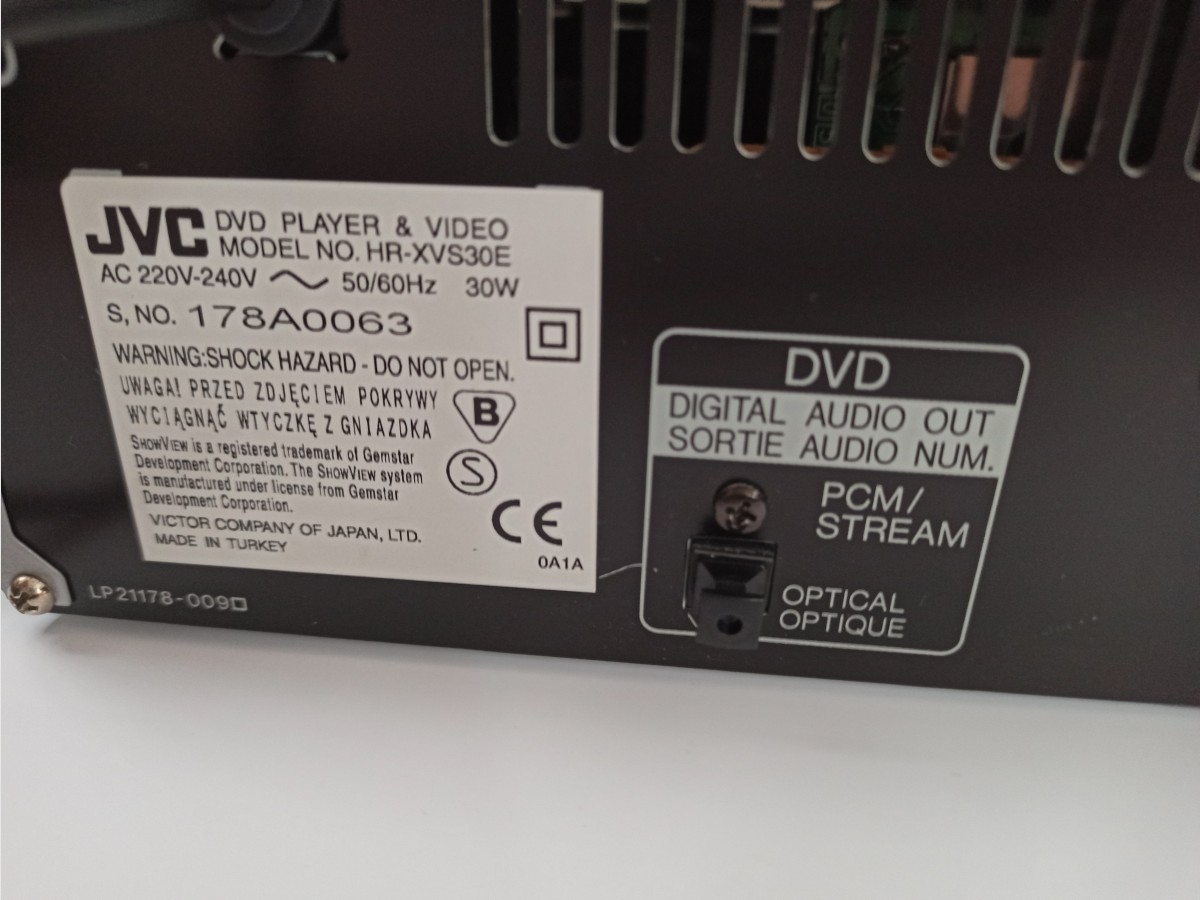 JVC DVD PLAYER & VIDEO
MODEL NO. HR-XVS30E
AC 220V-240V ~ 50/60Hz 30W
S, NO. 178A0063
WARNING:SHOCK HAZARD - DO NOT OPEN.
UWAGA! PRZED ZDJĘCIEM POKRYWY
WYCIĄGNĄĆ WTYCZKĘ Z GNIAZDKA
B
SHOWVIEW is a registered trademark of Gemstar
Development Corporation. The SHOWVIEW system
is manufactured under license from Gemstar
Development Corporation.
S
VICTOR COMPANY OF JAPAN, LTD.
MADE IN TURKEY
CE
0A1A
LP21178-009
DVD
DIGITAL AUDIO OUT
SORTIE AUDIO NUM.
PCM/
STREAM
OPTICAL
OPTIQUE